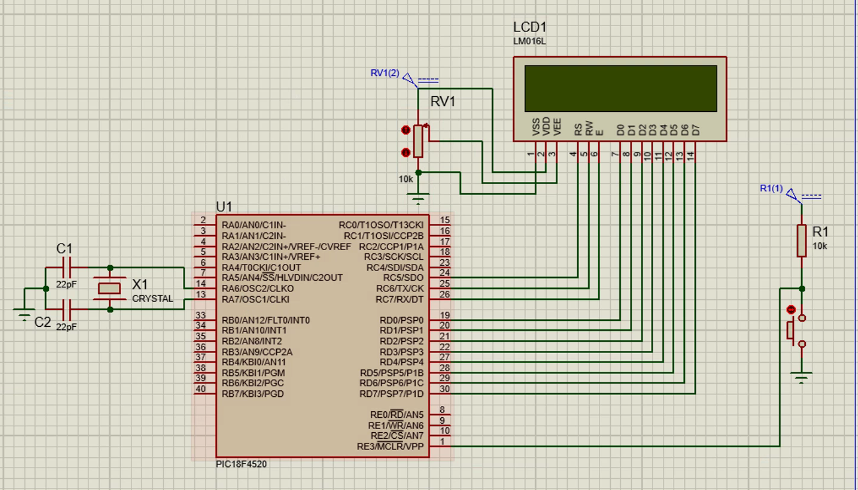 LCD1
LM016L
RV1(2)
RV1
10k
VSS
VDD
VEE
RS
RW
E
D0
D1
D2
D3
D4
D5
D6
D7
1
2
3
4
5
6
7
8
9
10
11
12
13
14
R1(1)
R1
10k
U1
2 RA0/AN0/C1IN- RC0/T1OSO/T13CKI 15
3 RA1/AN1/C2IN- RC1/T1OSI/CCP2B 16
4 RA2/AN2/C2IN+/VREF-/CVREF RC2/CCP1/P1A 17
5 RA3/AN3/C1IN+/VREF+ RC3/SCK/SCL 18
6 RA4/T0CKI/C1OUT RC4/SDI/SDA 23
7 RA5/AN4/SS/HLVDIN/C2OUT RC5/SDO 24
14 RA6/OSC2/CLKO RC6/TX/CK 25
13 RA7/OSC1/CLKI RC7/RX/DT 26
33 RB0/AN12/FLT0/INT0 RD0/PSP0 19
34 RB1/AN10/INT1 RD1/PSP1 20
35 RB2/AN8/INT2 RD2/PSP2 21
36 RB3/AN9/CCP2A RD3/PSP3 22
37 RB4/KBI0/AN11 RD4/PSP4 27
38 RB5/KBI1/PGM RD5/PSP5/P1B 28
39 RB6/KBI2/PGC RD6/PSP6/P1C 29
40 RB7/KBI3/PGD RD7/PSP7/P1D 30
RE0/RD/AN5 8
RE1/WR/AN6 9
RE2/CS/AN7 10
RE3/MCLR/VPP 1
PIC18F4520
C1
22pF
X1
CRYSTAL
C2
22pF